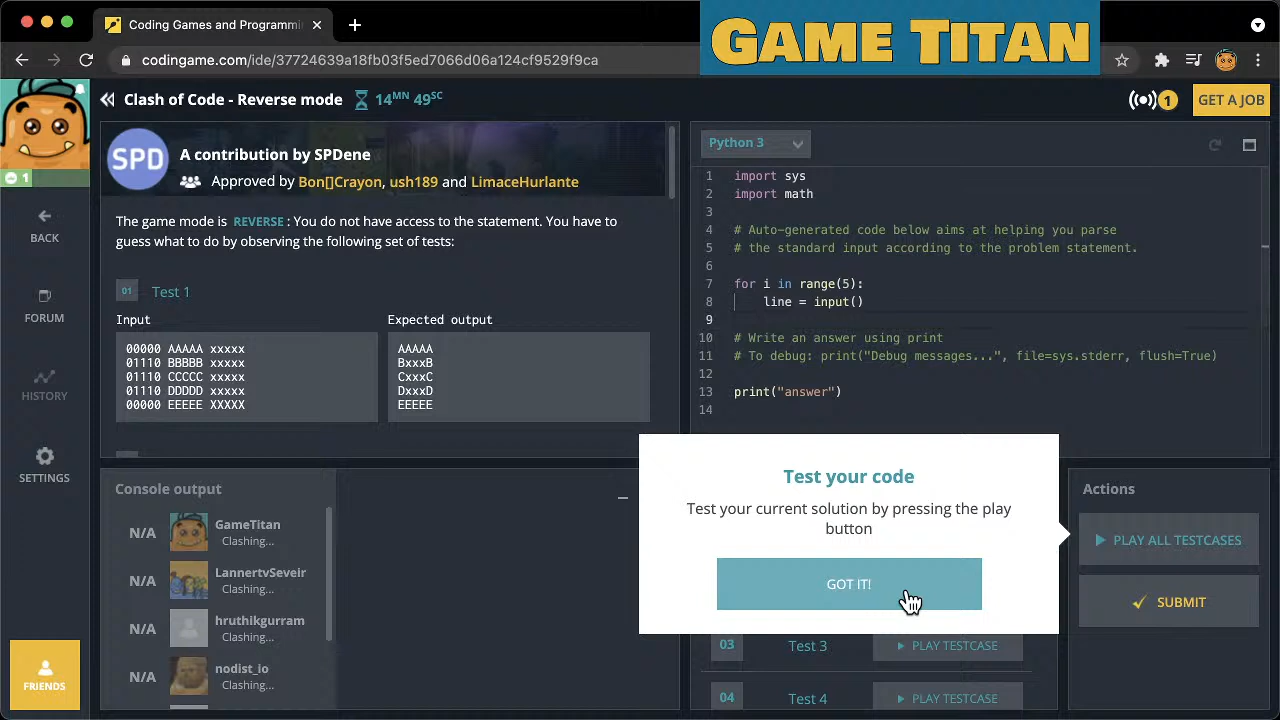 Coding Games and Programmi
GAME TITAN
codingame.com/ide/37724639a18fb03f5ed7066d06a124cf9529f9ca
Clash of Code - Reverse mode
14MN 49SC
1
GET A JOB
1
BACK
FORUM
HISTORY
SETTINGS
FRIENDS
SPD
A contribution by SPDene
Approved by Bon[]Crayon, ush189 and LimaceHurlante
The game mode is REVERSE : You do not have access to the statement. You have to
guess what to do by observing the following set of tests:
01 Test 1
Input
00000 AAAAA xxxxx
01110 BBBBB xxxxx
01110 CCCCC xxxxx
01110 DDDDD xxxxx
00000 EEEEE XXXXX
Expected output
AAAAA
BxxxB
CxxxC
DxxxD
EEEEE
Python 3
1 import sys
2 import math
3
4 # Auto-generated code below aims at helping you parse
5 # the standard input according to the problem statement.
6
7 for i in range(5):
8     line = input()
9
10 # Write an answer using print
11 # To debug: print("Debug messages...", file=sys.stderr, flush=True)
12
13 print("answer")
14
Console output
N/A GameTitan
Clashing...
N/A LannertvSeveir
Clashing...
N/A hruthikgurram
Clashing...
N/A nodist_io
Clashing...
Test your code
Test your current solution by pressing the play
button
GOT IT!
03 Test 3 PLAY TESTCASE
04 Test 4 PLAY TESTCASE
Actions
PLAY ALL TESTCASES
SUBMIT